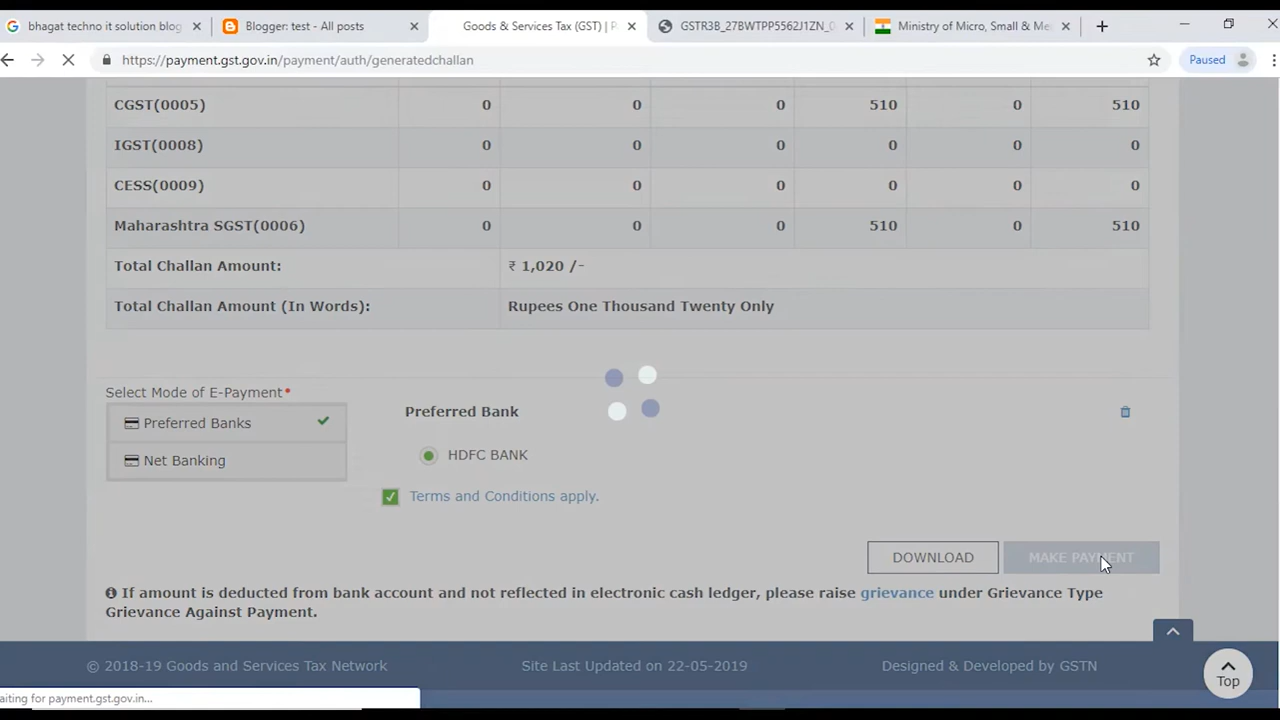 bhagat techno it solution blog
Blogger: test - All posts
Goods & Services Tax (GST) | P
GSTR3B_27BWTPP5562J1ZN_0
Ministry of Micro, Small & Me
https://payment.gst.gov.in/payment/auth/generatedchallan
Paused
CGST(0005) 0 0 0 510 0 510
IGST(0008) 0 0 0 0 0 0
CESS(0009) 0 0 0 0 0 0
Maharashtra SGST(0006) 0 0 0 510 0 510
Total Challan Amount: ₹ 1,020 /-
Total Challan Amount (In Words): Rupees One Thousand Twenty Only
Select Mode of E-Payment*
Preferred Banks
Net Banking
Preferred Bank
HDFC BANK
Terms and Conditions apply.
DOWNLOAD
MAKE PAYMENT
If amount is deducted from bank account and not reflected in electronic cash ledger, please raise grievance under Grievance Type
Grievance Against Payment.
© 2018-19 Goods and Services Tax Network
Site Last Updated on 22-05-2019
Designed & Developed by GSTN
Top
aiting for payment.gst.gov.in...